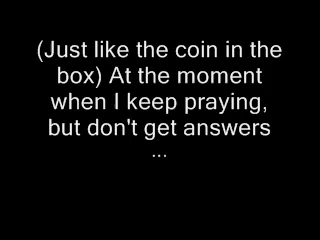 (Just like the coin in the
box) At the moment
when I keep praying,
but don't get answers
...